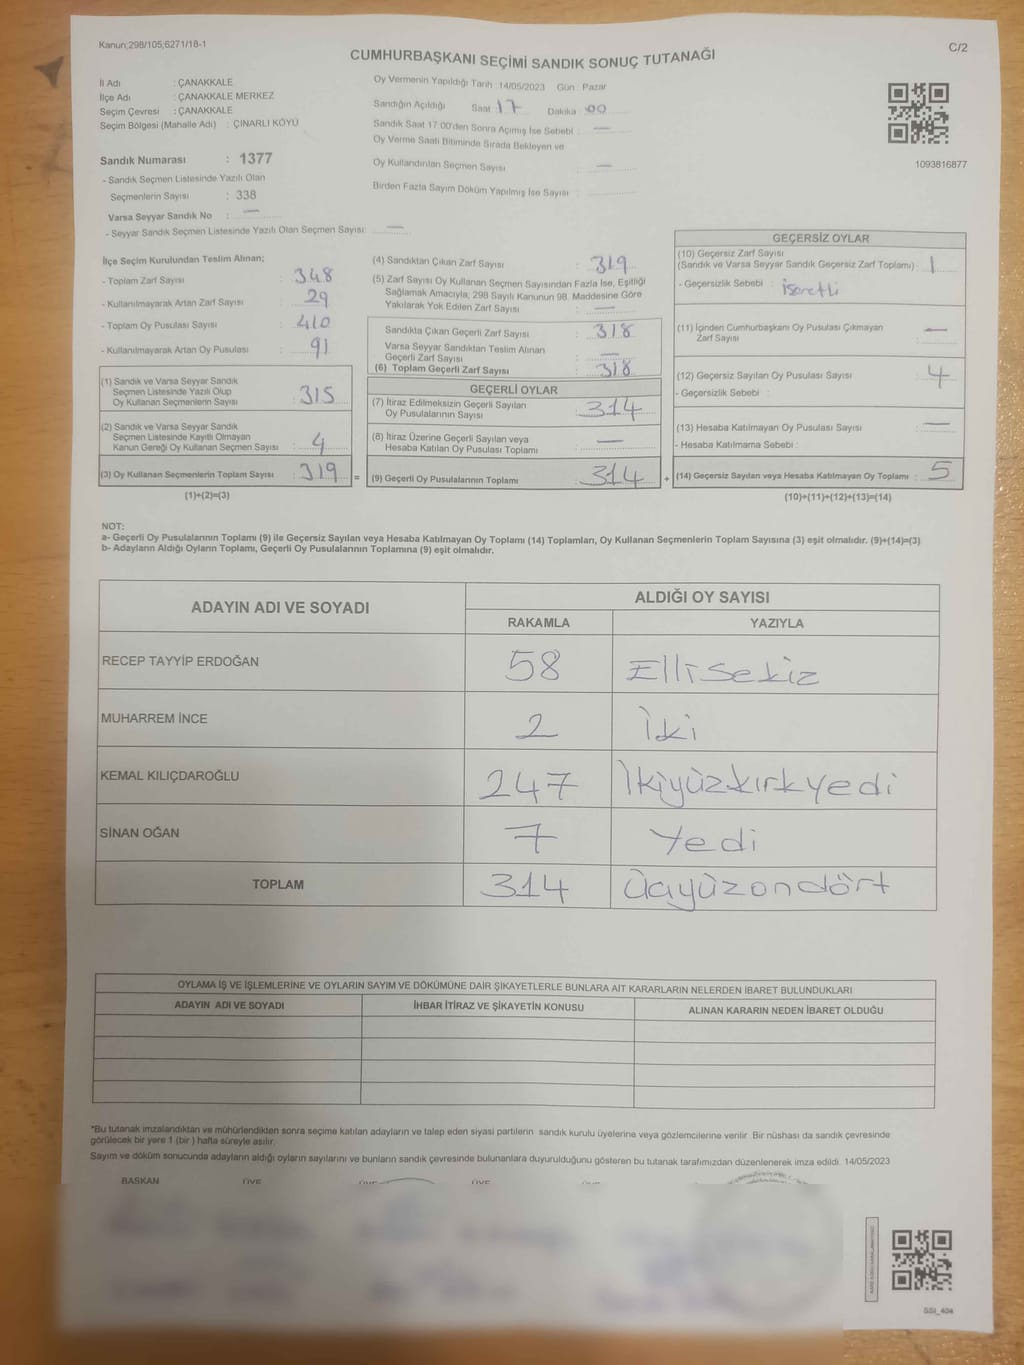 Kanun;298/105;6271/18-1
C/2
CUMHURBAŞKANI SEÇİMİ SANDIK SONUÇ TUTANAĞI
İl Adı : ÇANAKKALE
İlçe Adı : ÇANAKKALE MERKEZ
Seçim Çevresi : ÇANAKKALE
Seçim Bölgesi (Mahalle Adı) : ÇINARLI KÖYÜ
Sandık Numarası : 1377
- Sandık Seçmen Listesinde Yazılı Olan
Seçmenlerin Sayısı : 338
Varsa Seyyar Sandık No : —
- Seyyar Sandık Seçmen Listesinde Yazılı Olan Seçmen Sayısı: —
Oy Vermenin Yapıldığı Tarih : 14/05/2023 Gün : Pazar
Sandığın Açıldığı Saat 17 Dakika 00
Sandık Saat 17:00'den Sonra Açımış İse Sebebi : —
Oy Verme Saati Bitiminde Sırada Bekleyen ve
Oy Kullandırılan Seçmen Sayısı : —
Birden Fazla Sayım Döküm Yapılmış İse Sayısı :
1093816877
İlçe Seçim Kurulundan Teslim Alınan;
- Toplam Zarf Sayısı : 348
- Kullanılmayarak Artan Zarf Sayısı : 29
- Toplam Oy Pusulası Sayısı : 410
- Kullanılmayarak Artan Oy Pusulası : 91
(1) Sandık ve Varsa Seyyar Sandık
Seçmen Listesinde Yazılı Olup
Oy Kullanan Seçmenlerin Sayısı : 315
(2) Sandık ve Varsa Seyyar Sandık
Seçmen Listesinde Kayıtlı Olmayan
Kanun Gereği Oy Kullanan Seçmen Sayısı : 4
(3) Oy Kullanan Seçmenlerin Toplam Sayısı : 319
(1)+(2)=(3)
=
(4) Sandıktan Çıkan Zarf Sayısı : 319
(5) Zarf Sayısı Oy Kullanan Seçmen Sayısından Fazla İse, Eşitliği
Sağlamak Amacıyla, 298 Sayılı Kanunun 98. Maddesine Göre
Yakılarak Yok Edilen Zarf Sayısı : —
Sandıkta Çıkan Geçerli Zarf Sayısı : 318
Varsa Seyyar Sandıktan Teslim Alınan
Geçerli Zarf Sayısı : —
(6) Toplam Geçerli Zarf Sayısı : 318
GEÇERLİ OYLAR
(7) İtiraz Edilmeksizin Geçerli Sayılan
Oy Pusulalarının Sayısı : 314
(8) İtiraz Üzerine Geçerli Sayılan veya
Hesaba Katılan Oy Pusulası Toplamı : —
(9) Geçerli Oy Pusulalarının Toplamı : 314
+
GEÇERSİZ OYLAR
(10) Geçersiz Zarf Sayısı
(Sandık ve Varsa Seyyar Sandık Geçersiz Zarf Toplamı) : 1
- Geçersizlik Sebebi : işaretli
(11) İçinden Cumhurbaşkanı Oy Pusulası Çıkmayan
Zarf Sayısı : —
(12) Geçersiz Sayılan Oy Pusulası Sayısı : 4
- Geçersizlik Sebebi :
(13) Hesaba Katılmayan Oy Pusulası Sayısı : —
- Hesaba Katılmama Sebebi :
(14) Geçersiz Sayılan veya Hesaba Katılmayan Oy Toplamı : 5
(10)+(11)+(12)+(13)=(14)
NOT:
a- Geçerli Oy Pusulalarının Toplamı (9) ile Geçersiz Sayılan veya Hesaba Katılmayan Oy Toplamı (14) Toplamları, Oy Kullanan Seçmenlerin Toplam Sayısına (3) eşit olmalıdır. (9)+(14)=(3)
b- Adayların Aldığı Oyların Toplamı, Geçerli Oy Pusulalarının Toplamına (9) eşit olmalıdır.
ADAYIN ADI VE SOYADI
ALDIĞI OY SAYISI
RAKAMLA YAZIYLA
RECEP TAYYİP ERDOĞAN 58 Ellisekiz
MUHARREM İNCE 2 İki
KEMAL KILIÇDAROĞLU 247 İkiyüzkırkyedi
SİNAN OĞAN 7 Yedi
TOPLAM 314 Üçyüzondört
OYLAMA İŞ VE İŞLEMLERİNE VE OYLARIN SAYIM VE DÖKÜMÜNE DAİR ŞİKAYETLERLE BUNLARA AİT KARARLARIN NELERDEN İBARET BULUNDUKLARI
ADAYIN ADI VE SOYADI İHBAR İTİRAZ VE ŞİKAYETİN KONUSU ALINAN KARARIN NEDEN İBARET OLDUĞU
*Bu tutanak imzalandıktan ve mühürlendikten sonra seçime katılan adayların ve talep eden siyasi partilerin sandık kurulu üyelerine veya gözlemcilerine verilir. Bir nüshası da sandık çevresinde
görülecek bir yere 1 (bir ) hafta süreyle asılır.
Sayım ve döküm sonucunda adayların aldığı oyların sayılarını ve bunların sandık çevresinde bulunanlara duyurulduğunu gösteren bu tutanak tarafımızdan düzenlenerek imza edildi. 14/05/2023
BAŞKAN ÜYE ÜYE ÜYE
SSI_404